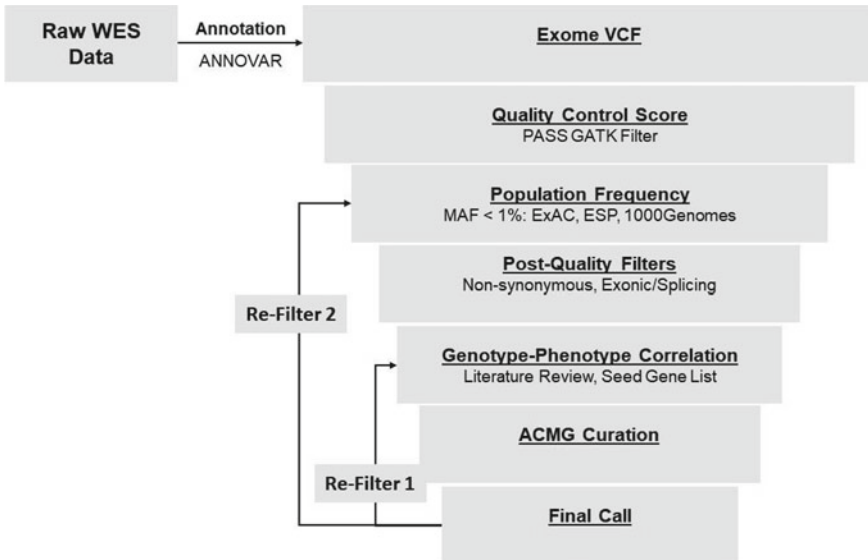 Raw WES
Data
Annotation
ANNOVAR
Exome VCF
Quality Control Score
PASS GATK Filter
Population Frequency
MAF < 1%: ExAC, ESP, 1000Genomes
Post-Quality Filters
Non-synonymous, Exonic/Splicing
Re-Filter 2
Genotype-Phenotype Correlation
Literature Review, Seed Gene List
ACMG Curation
Re-Filter 1
Final Call